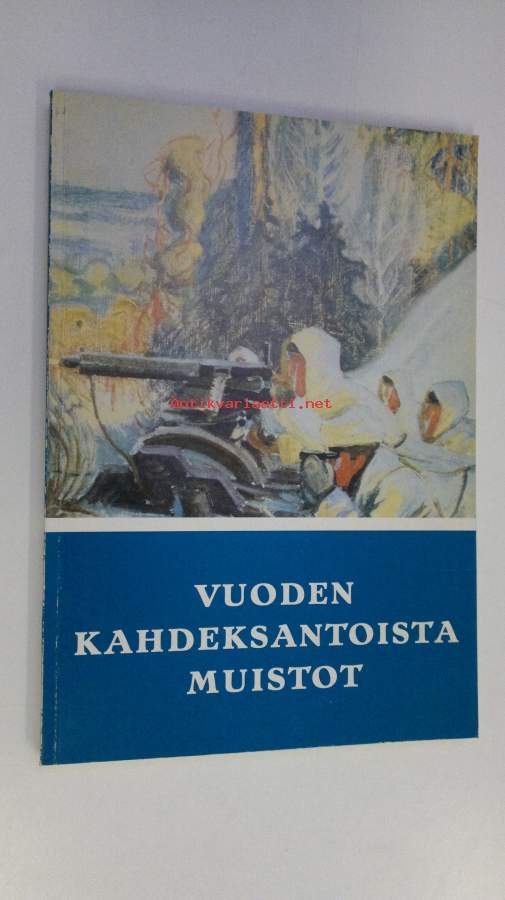 Antikvariaatti.net
VUODEN
KAHDEKSANTOISTA
MUISTOT